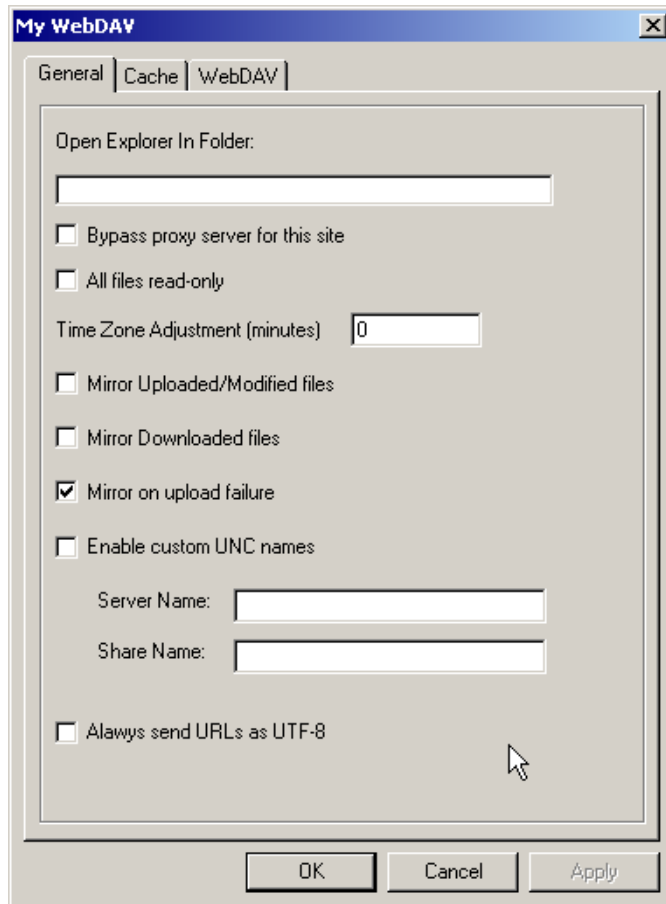 My WebDAV
General Cache WebDAV
Open Explorer In Folder:
Bypass proxy server for this site
All files read-only
Time Zone Adjustment (minutes) 0
Mirror Uploaded/Modified files
Mirror Downloaded files
Mirror on upload failure
Enable custom UNC names
Server Name:
Share Name:
Alawys send URLs as UTF-8
OK Cancel Apply